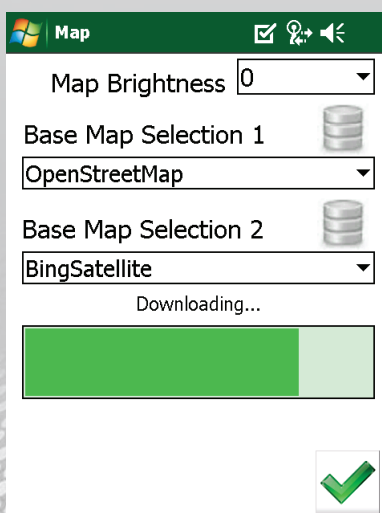 Map
Map Brightness 0
Base Map Selection 1
OpenStreetMap
Base Map Selection 2
BingSatellite
Downloading...